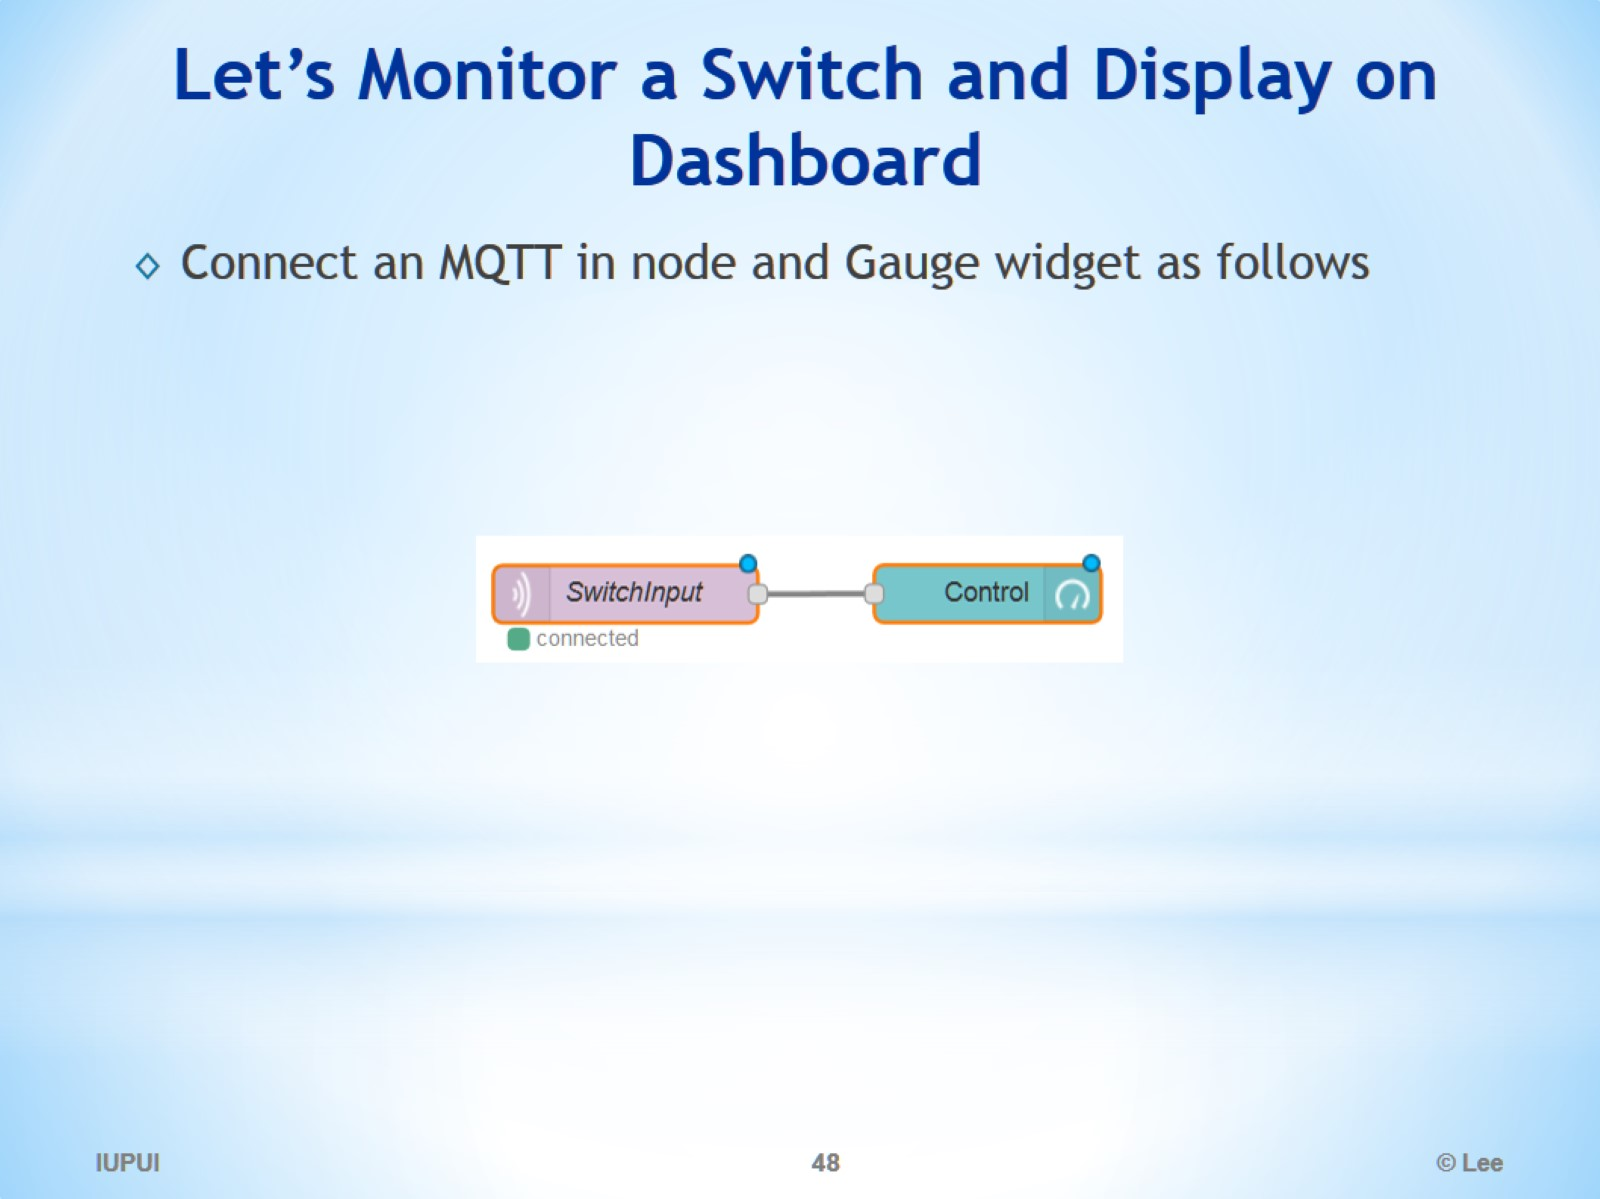 Let’s Monitor a Switch and Display on
Dashboard
Connect an MQTT in node and Gauge widget as follows
SwitchInput
Control
connected
IUPUI
48
© Lee